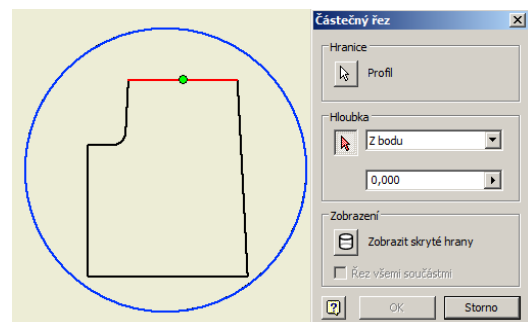 Částečný řez
Hranice
Profil
Hloubka
Z bodu
0,000
Zobrazení
Zobrazit skryté hrany
Řez všemi součástmi
OK
Storno